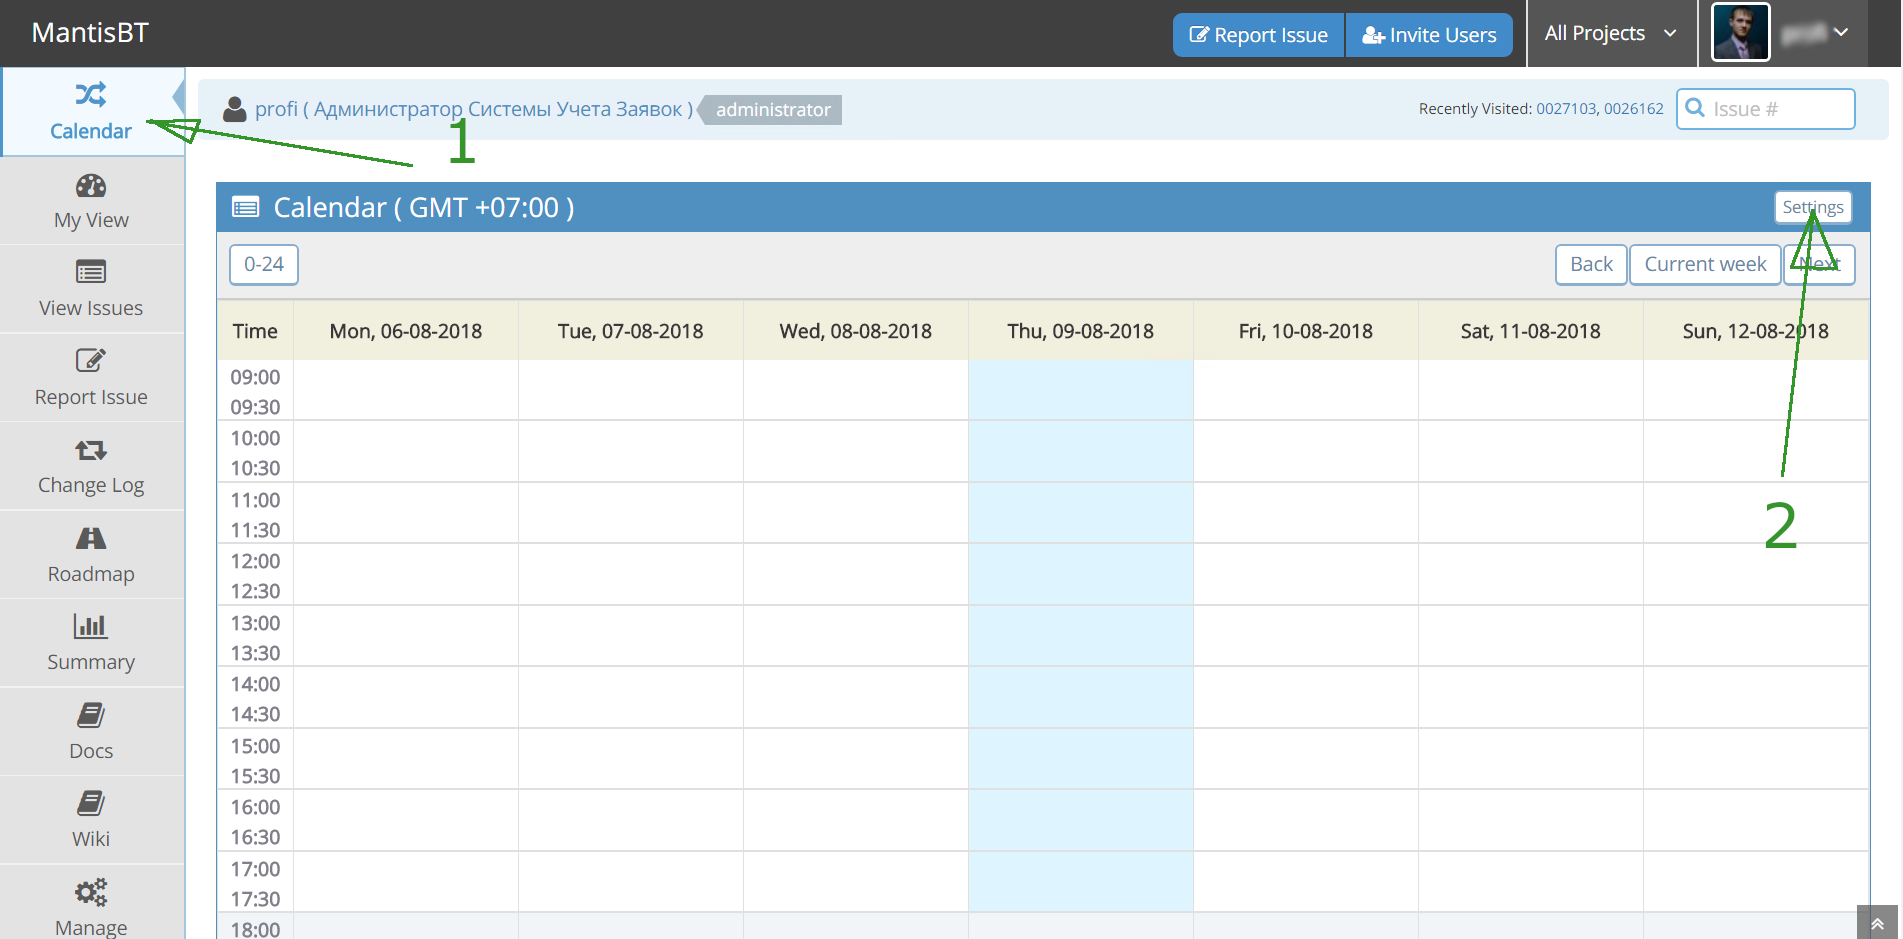 MantisBT
Report Issue
Invite Users
All Projects
Calendar
My View
View Issues
Report Issue
Change Log
Roadmap
Summary
Docs
Wiki
Manage
profi ( Администратор Системы Учета Заявок )
administrator
Recently Visited: 0027103, 0026162
Issue #
1
Calendar ( GMT +07:00 )
Settings
0-24
Back
Current week
Next
Time Mon, 06-08-2018 Tue, 07-08-2018 Wed, 08-08-2018 Thu, 09-08-2018 Fri, 10-08-2018 Sat, 11-08-2018 Sun, 12-08-2018
09:00
09:30
10:00
10:30
11:00
11:30
12:00
12:30
13:00
13:30
14:00
14:30
15:00
15:30
16:00
16:30
17:00
17:30
18:00
2